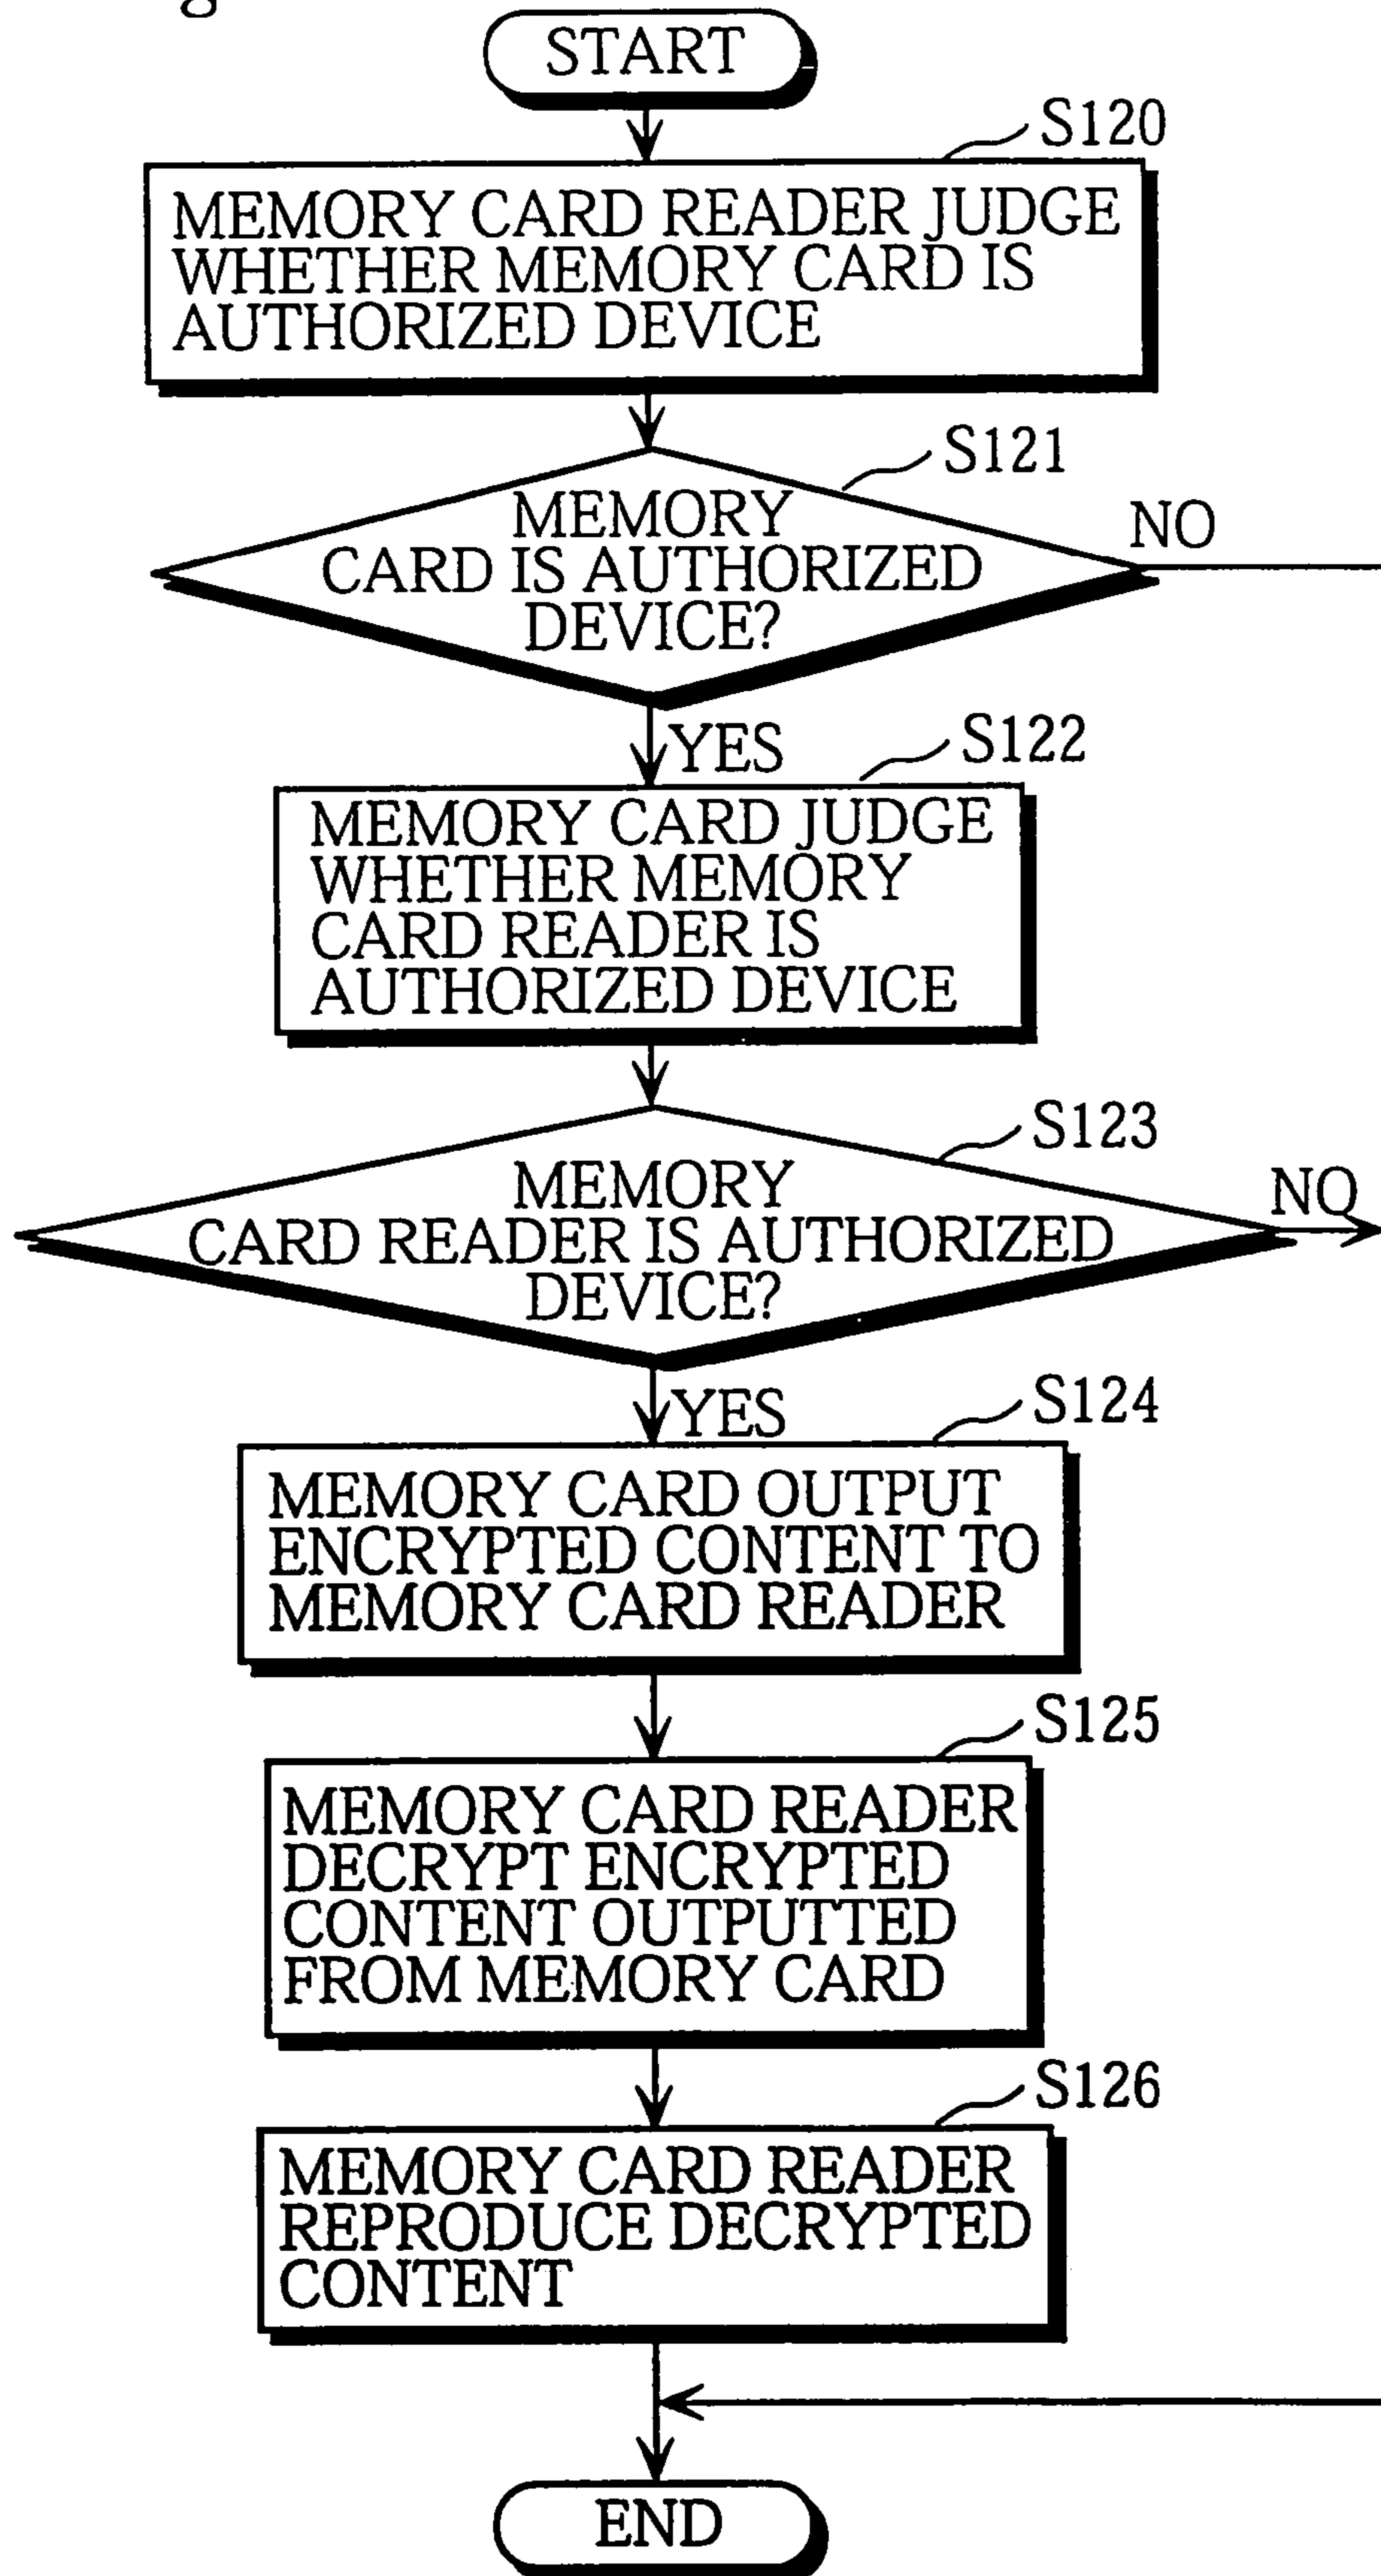 START
S120
MEMORY CARD READER JUDGE
WHETHER MEMORY CARD IS
AUTHORIZED DEVICE
S121
MEMORY
CARD IS AUTHORIZED
DEVICE?
NO
YES
S122
MEMORY CARD JUDGE
WHETHER MEMORY
CARD READER IS
AUTHORIZED DEVICE
S123
MEMORY
CARD READER IS AUTHORIZED
DEVICE?
NO
YES
S124
MEMORY CARD OUTPUT
ENCRYPTED CONTENT TO
MEMORY CARD READER
S125
MEMORY CARD READER
DECRYPT ENCRYPTED
CONTENT OUTPUTTED
FROM MEMORY CARD
S126
MEMORY CARD READER
REPRODUCE DECRYPTED
CONTENT
END